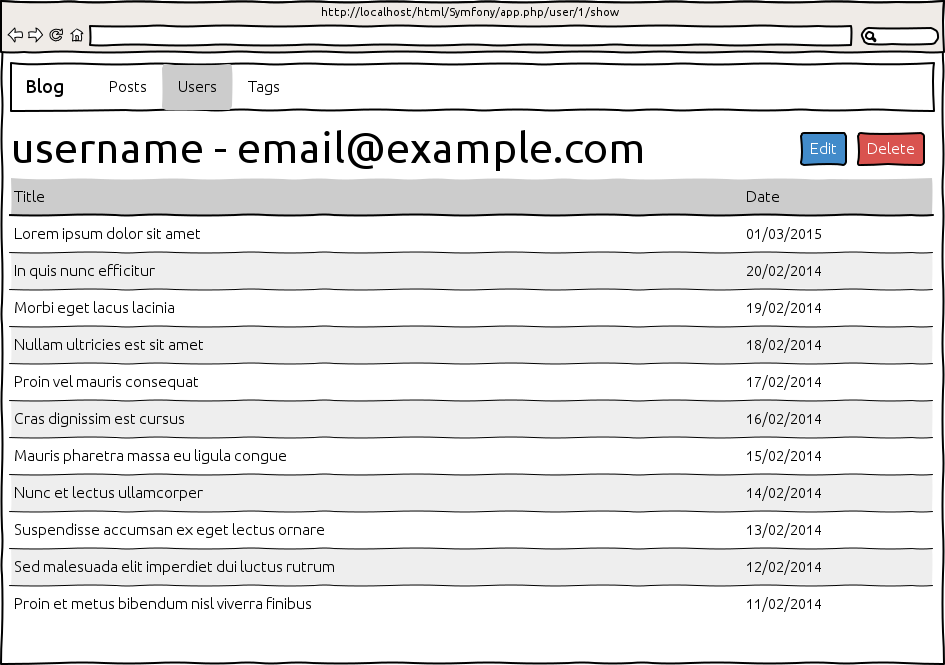 http://localhost/html/Symfony/app.php/user/1/show
Blog Posts Users Tags
username - email@example.com Edit Delete
Title Date
Lorem ipsum dolor sit amet 01/03/2015
In quis nunc efficitur 20/02/2014
Morbi eget lacus lacinia 19/02/2014
Nullam ultricies est sit amet 18/02/2014
Proin vel mauris consequat 17/02/2014
Cras dignissim est cursus 16/02/2014
Mauris pharetra massa eu ligula congue 15/02/2014
Nunc et lectus ullamcorper 14/02/2014
Suspendisse accumsan ex eget lectus ornare 13/02/2014
Sed malesuada elit imperdiet dui luctus rutrum 12/02/2014
Proin et metus bibendum nisl viverra finibus 11/02/2014